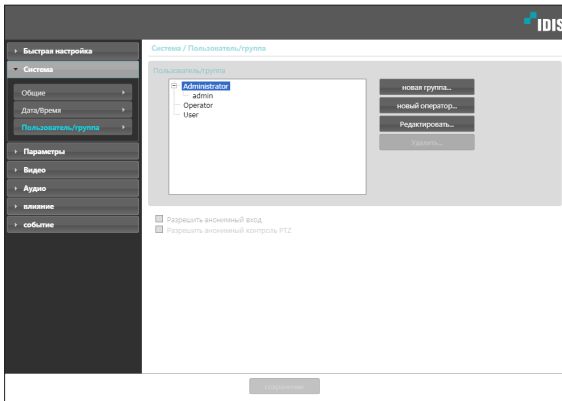 IDIS
Быстрая настройка
Система
Общие
Дата/Время
Пользователь/группа
Параметры
Видео
Аудио
влияние
событие
Система / Пользователь/группа
Пользователь/группа
Administrator
admin
Operator
User
новая группа...
новый оператор...
Редактировать...
Удалить...
Разрешить анонимный вход
Разрешить анонимный контроль PTZ